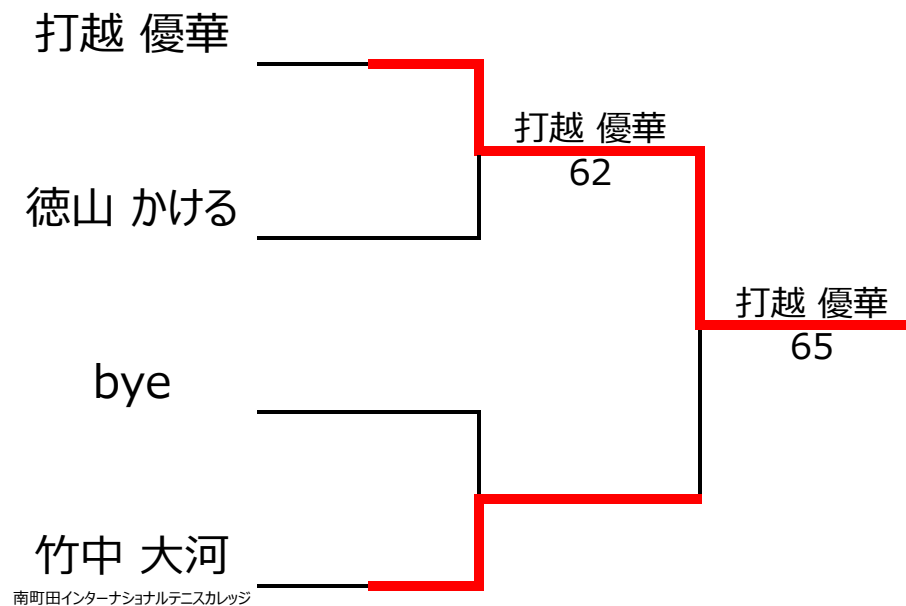 打越 優華
打越 優華
62
徳山 かける
打越 優華
65
bye
竹中 大河
南町田インターナショナルテニスカレッジ